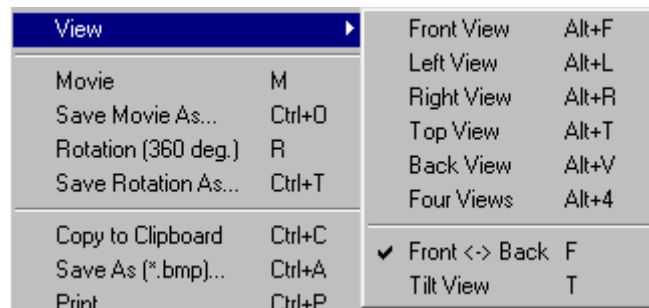 View
Movie M
Save Movie As... Ctrl+O
Rotation (360 deg.) R
Save Rotation As... Ctrl+T
Copy to Clipboard Ctrl+C
Save As (*.bmp)... Ctrl+A
Print Ctrl+P
Front View Alt+F
Left View Alt+L
Right View Alt+R
Top View Alt+T
Back View Alt+V
Four Views Alt+4
Front <-> Back F
Tilt View T